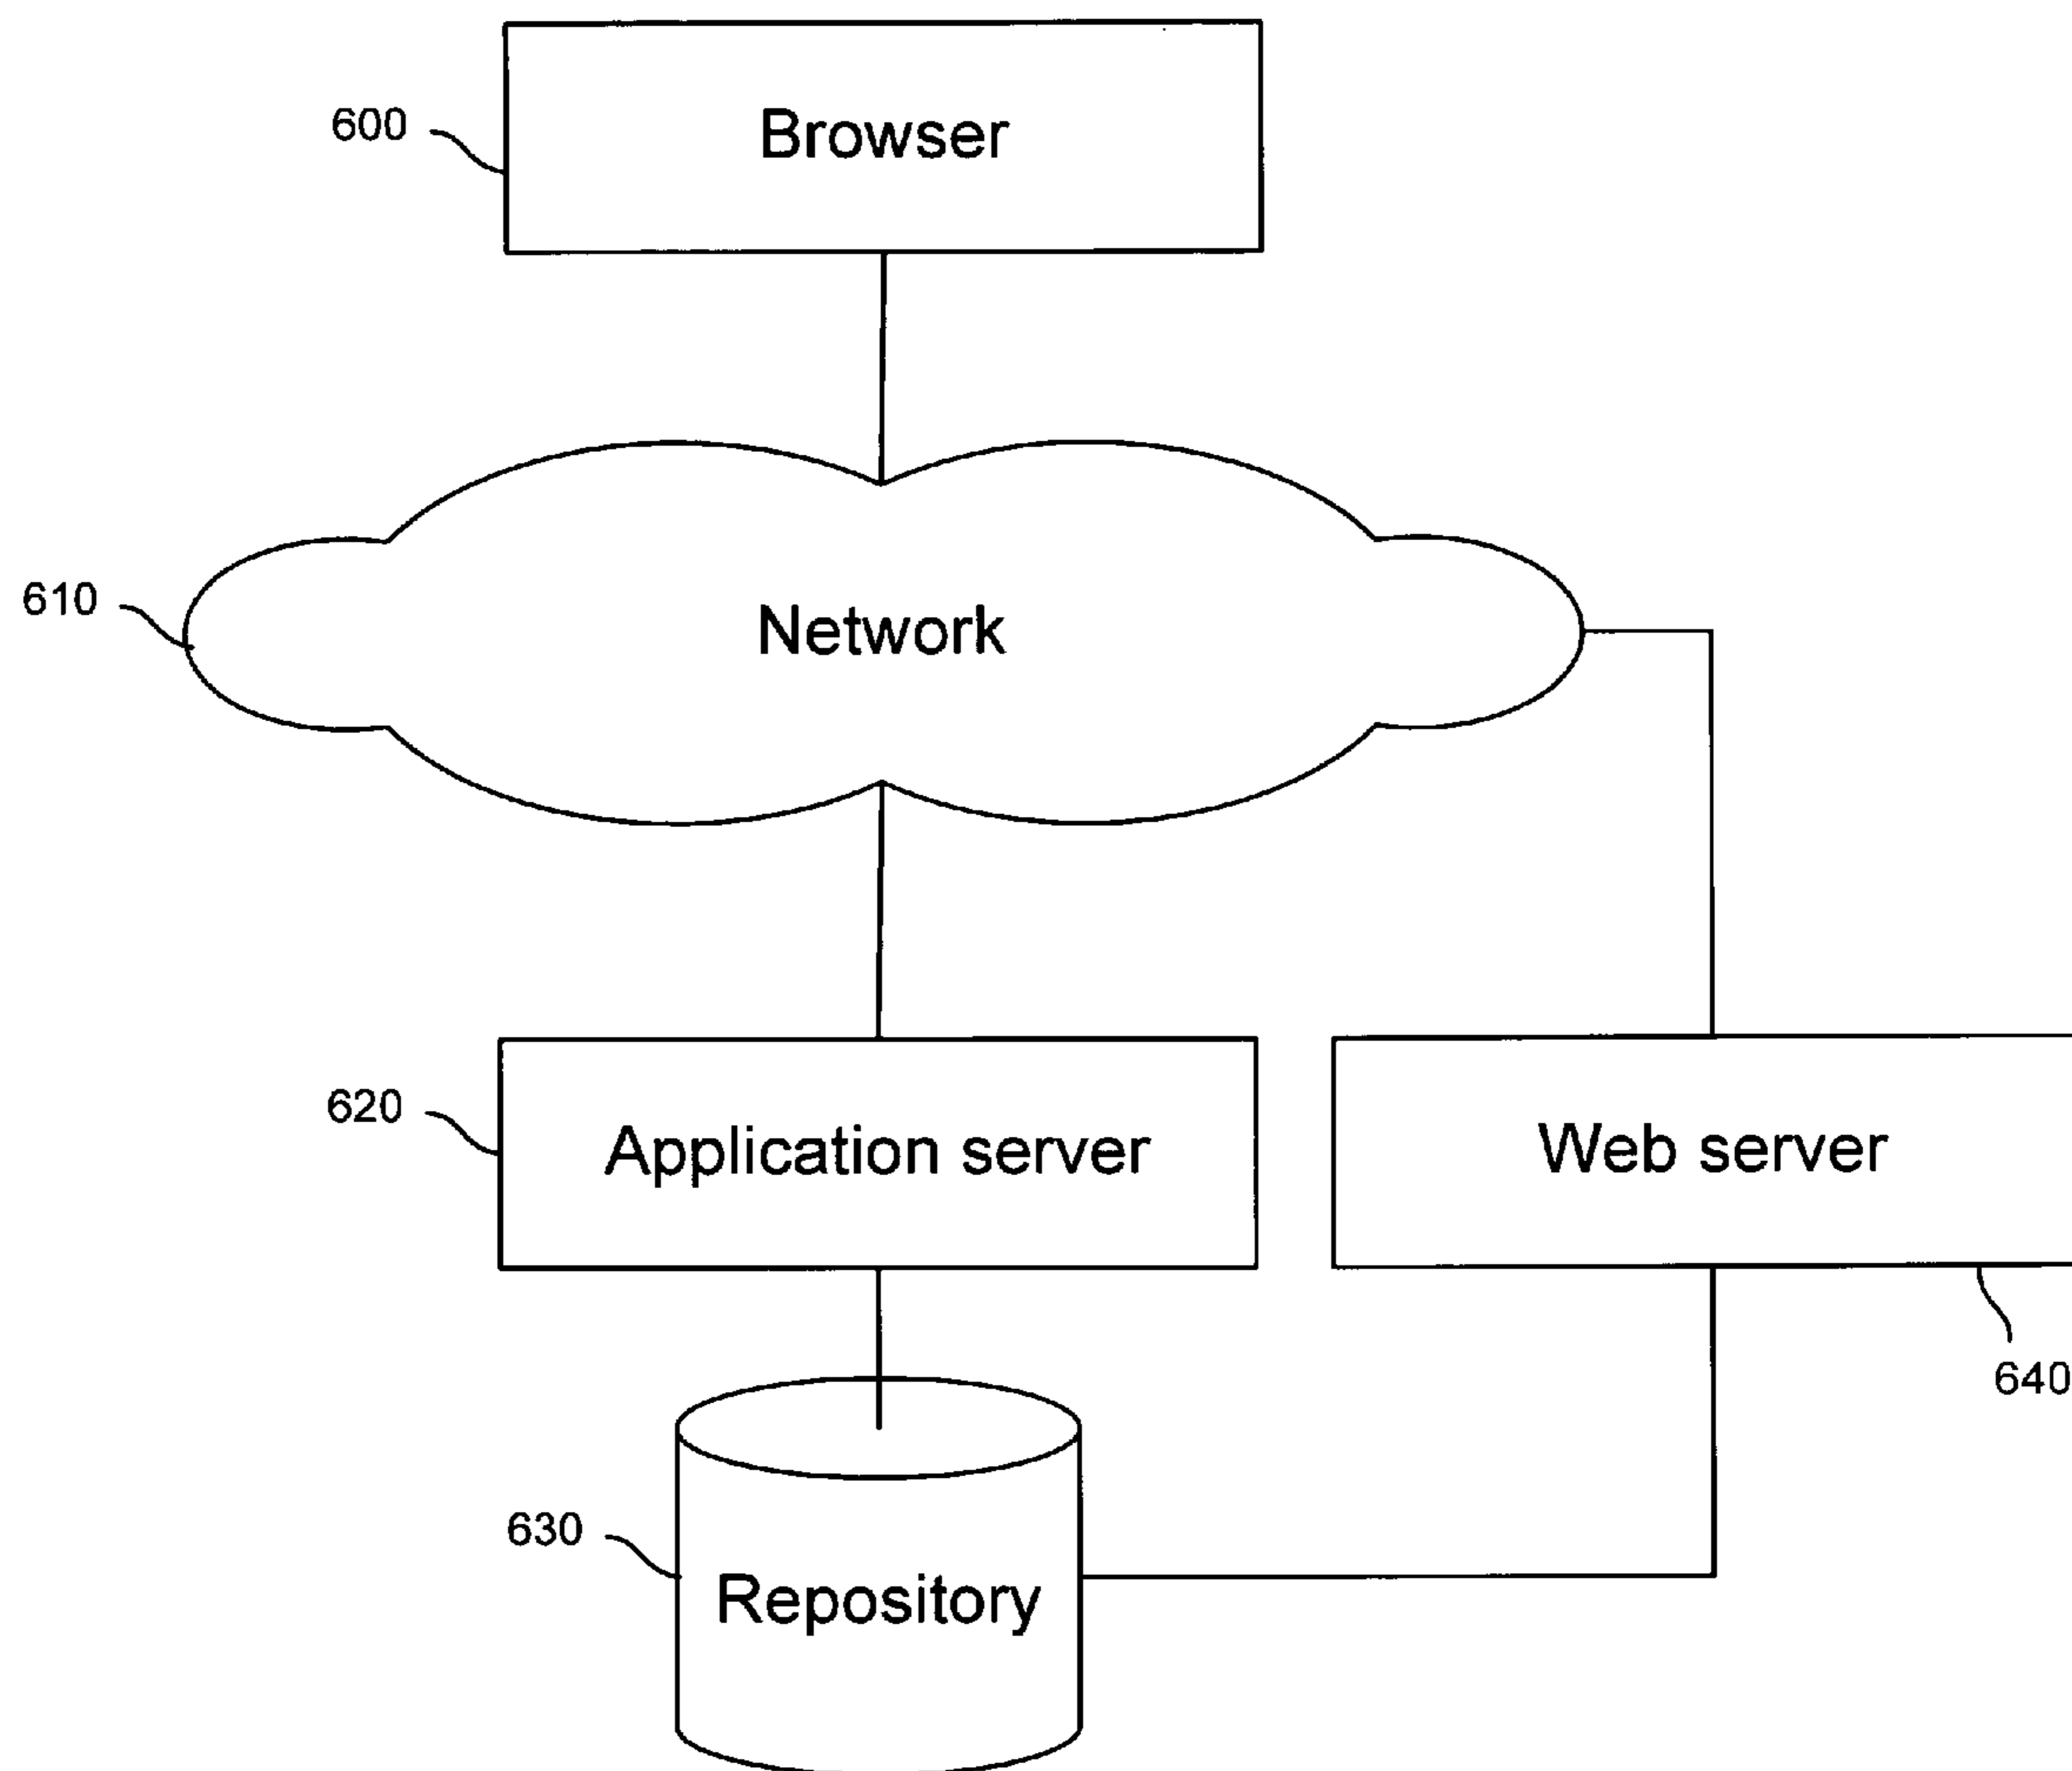 600
Browser
610
Network
620
Application server
Web server
640
630
Repository